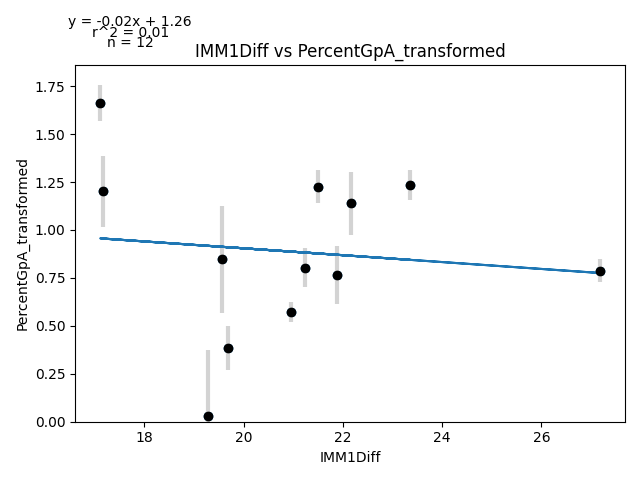 y = -0.02x + 1.26
r^2 = 0.01
n = 12
IMM1Diff vs PercentGpA_transformed
PercentGpA_transformed
1.75
1.50
1.25
1.00
0.75
0.50
0.25
0.00
18 20 22 24 26
IMM1Diff